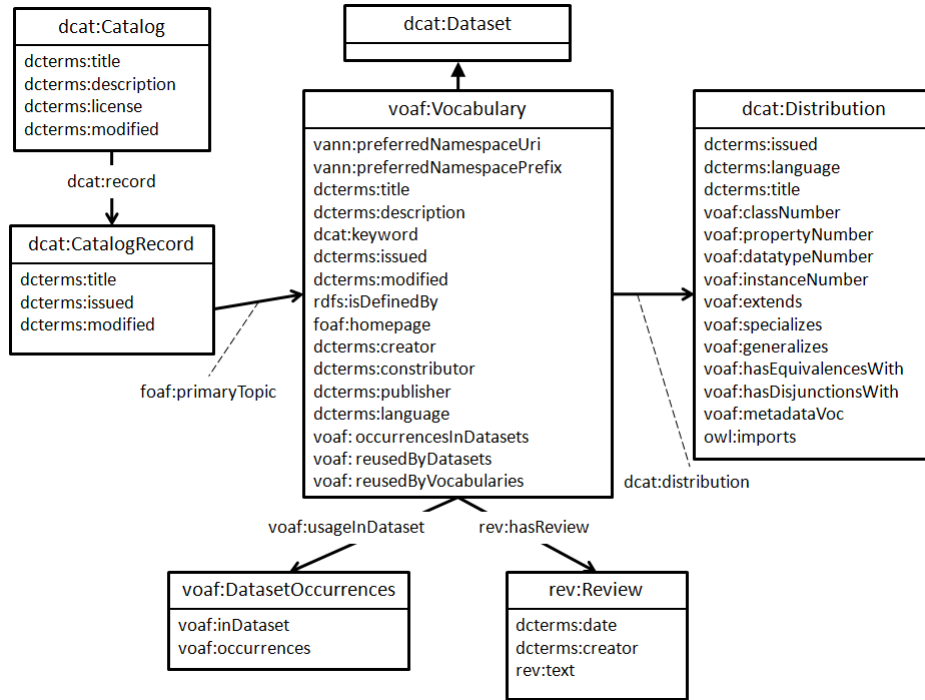 dcat:Catalog
dcterms:title
dcterms:description
dcterms:license
dcterms:modified
dcat:record
dcat:CatalogRecord
dcterms:title
dcterms:issued
dcterms:modified
foaf:primaryTopic
dcat:Dataset
voaf:Vocabulary
vann:preferredNamespaceUri
vann:preferredNamespacePrefix
dcterms:title
dcterms:description
dcat:keyword
dcterms:issued
dcterms:modified
rdfs:isDefinedBy
foaf:homepage
dcterms:creator
dcterms:constributor
dcterms:publisher
dcterms:language
voaf: occurrencesInDatasets
voaf: reusedByDatasets
voaf: reusedByVocabularies
dcat:Distribution
dcterms:issued
dcterms:language
dcterms:title
voaf:classNumber
voaf:propertyNumber
voaf:datatypeNumber
voaf:instanceNumber
voaf:extends
voaf:specializes
voaf:generalizes
voaf:hasEquivalencesWith
voaf:hasDisjunctionsWith
voaf:metadataVoc
owl:imports
dcat:distribution
voaf:usageInDataset
rev:hasReview
voaf:DatasetOccurrences
voaf:inDataset
voaf:occurrences
rev:Review
dcterms:date
dcterms:creator
rev:text